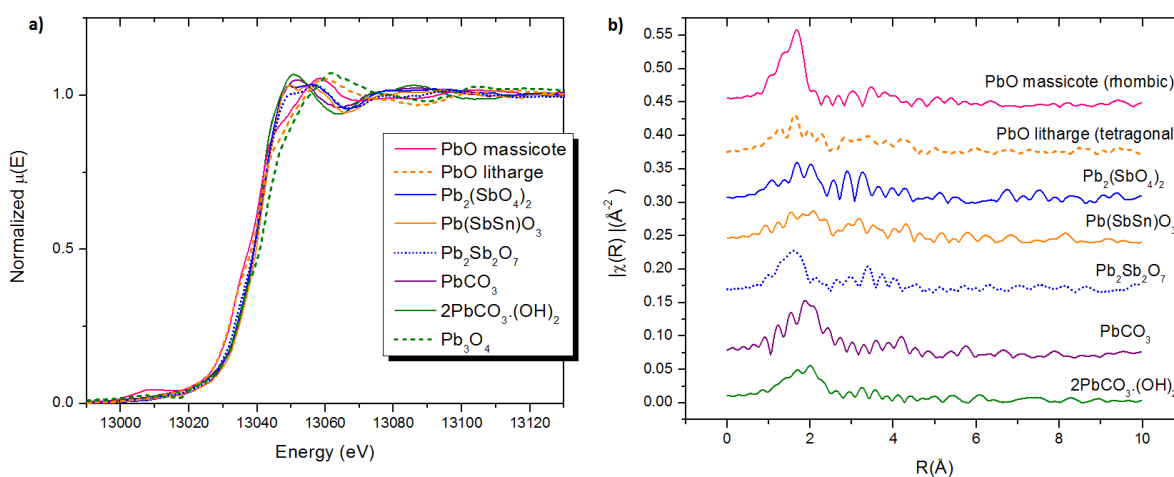 a)
Normalized µ(E)
1.0
0.5
0.0
PbO massicote
PbO litharge
Pb2(SbO4)2
Pb(SbSn)O3
Pb2Sb2O7
PbCO3
2PbCO3.(OH)2
Pb3O4
13000 13020 13040 13060 13080 13100 13120
Energy (eV)
b)
|χ(R) |(Å-2)
0.55
0.50
0.45
0.40
0.35
0.30
0.25
0.20
0.15
0.10
0.05
0.00
PbO massicote (rhombic)
PbO litharge (tetragonal
Pb2(SbO4)2
Pb(SbSn)O3
Pb2Sb2O7
PbCO3
2PbCO3.(OH)2
0 2 4 6 8 10
R(Å)